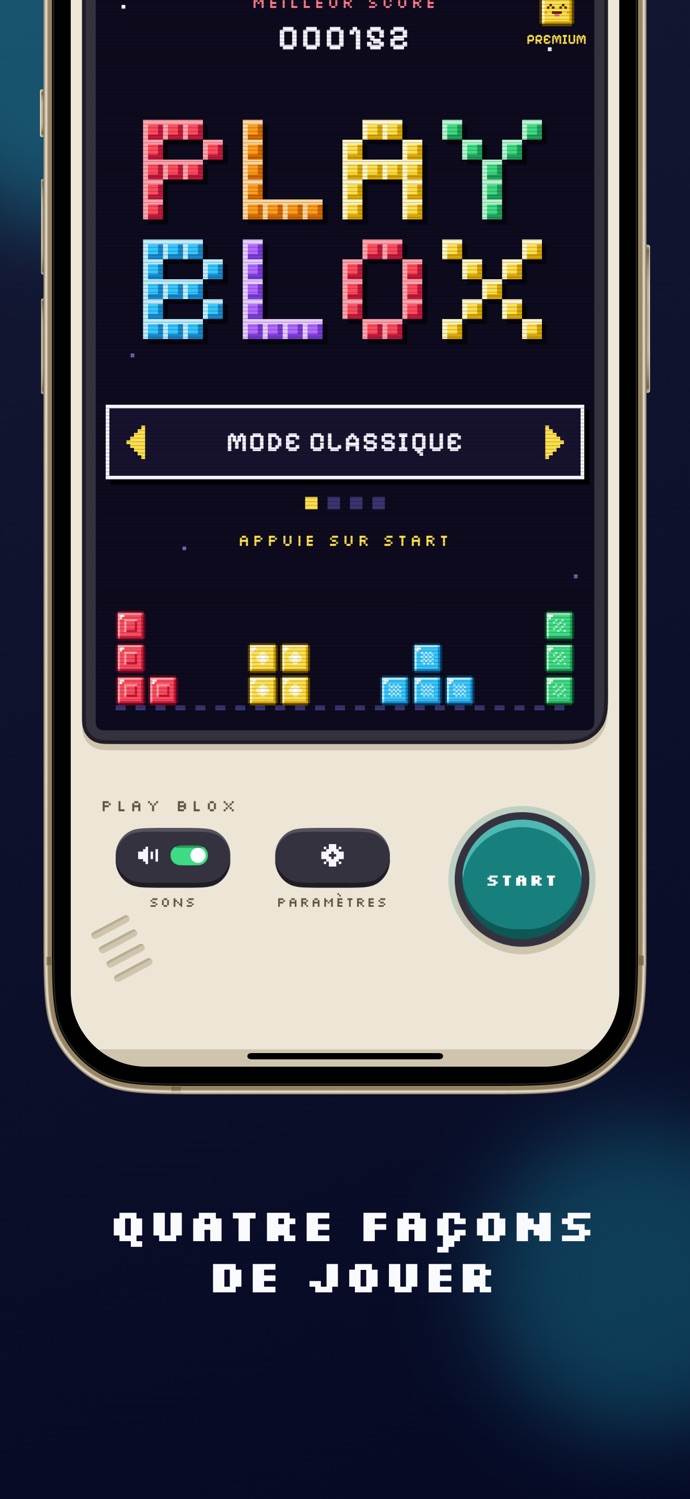 MEILLEUR SCORE
000192
PREMIUM
PLAY
BLOX
MODE CLASSIQUE
APPUIE SUR START
PLAY BLOX
START
SONS
PARAMÈTRES
QUATRE FAÇONS
DE JOUER